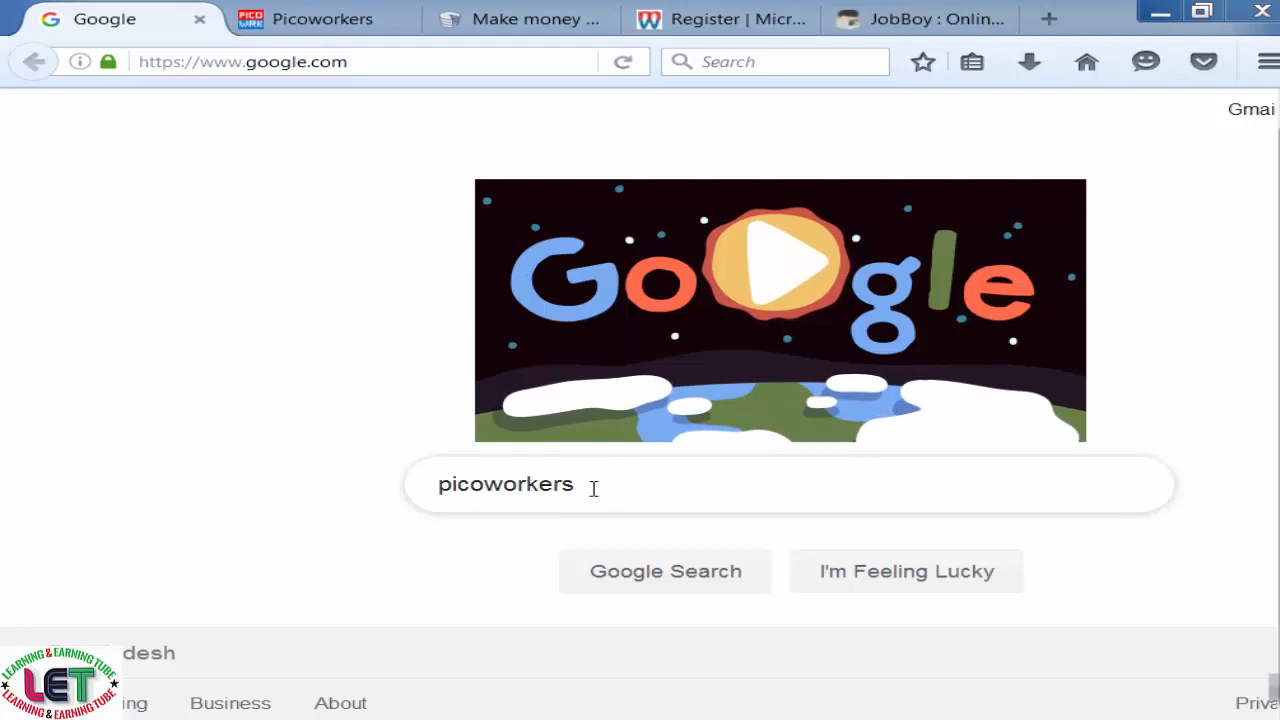 Google
Picoworkers
Make money ...
Register | Micr...
JobBoy : Onlin...
https://www.google.com
Search
Gmai
Google
picoworkers
Google Search
I'm Feeling Lucky
desh
ing
Business
About
Priva
LEARNING & EARNING TUBE
LET
LEARNING & EARNING TUBE